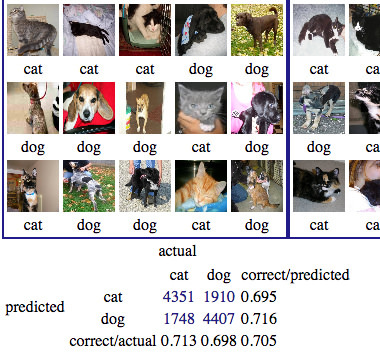 cat cat cat dog dog cat ca
dog dog dog cat dog dog cat
cat dog dog cat dog cat ca
actual
cat dog correct/predicted
cat 4351 1910 0.695
predicted
dog 1748 4407 0.716
correct/actual 0.713 0.698 0.705